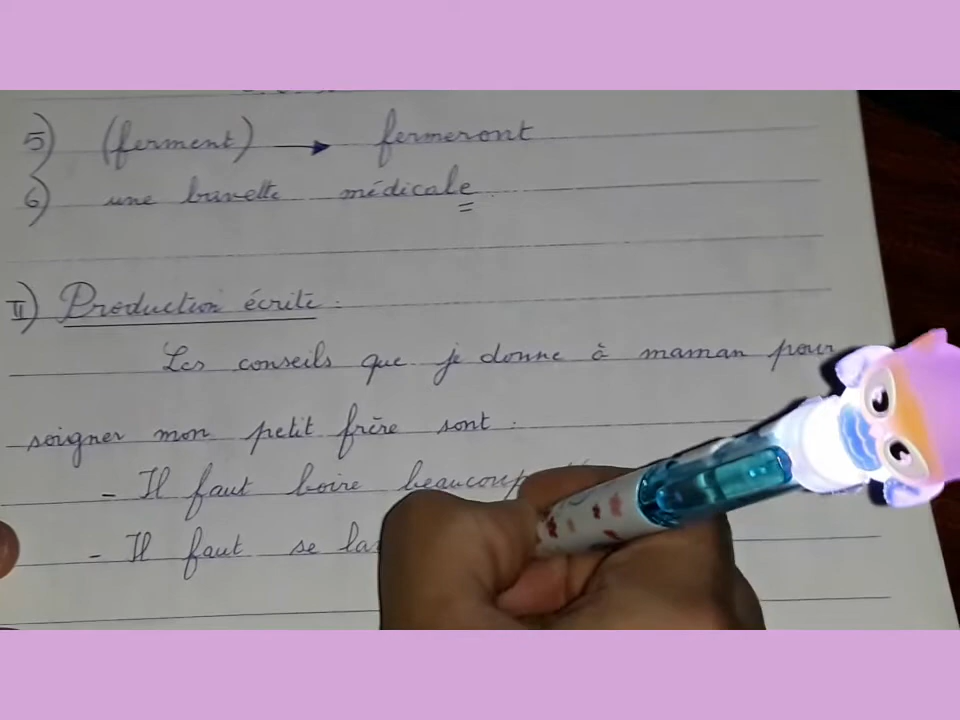 5) (ferment) → fermeront
6) une bavette médicale
II) Production écrite :
Les conseils que je donne à maman pour
soigner mon petit frère sont :
- Il faut boire beaucoup
- Il faut se